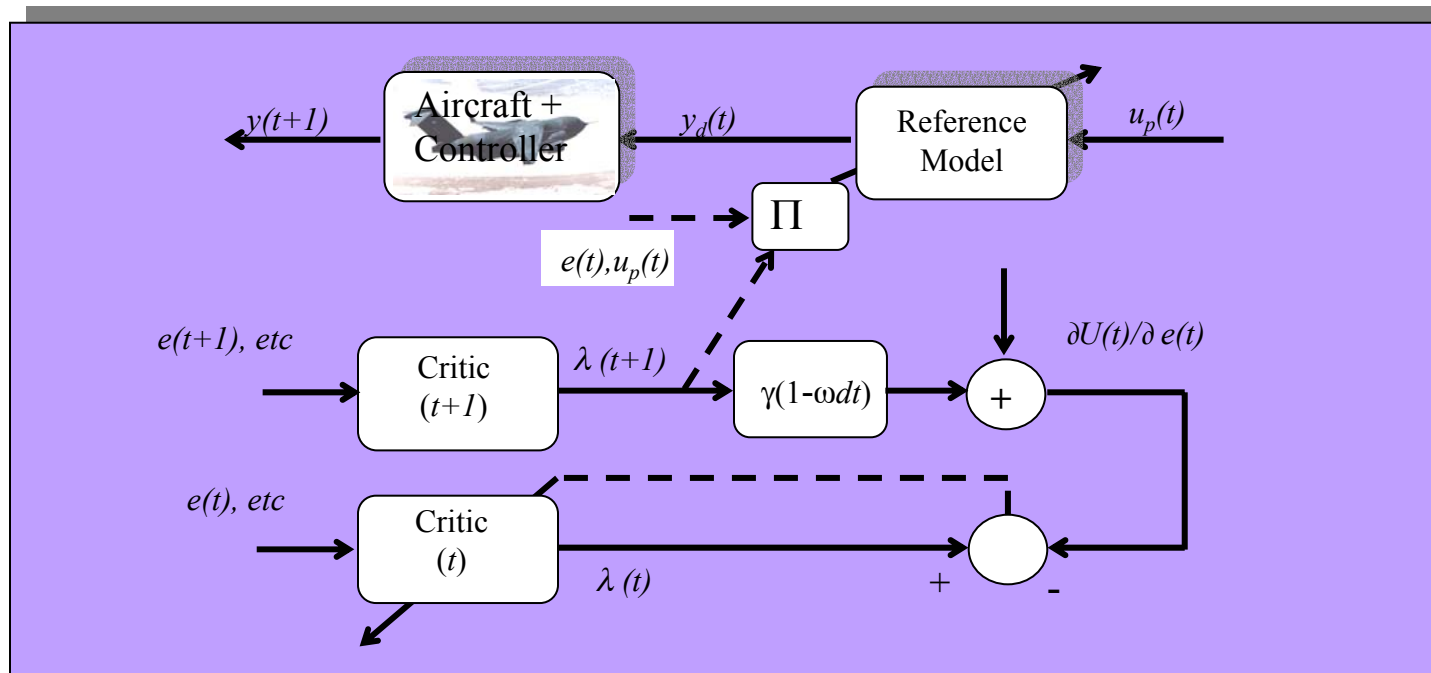 y(t+1)
Aircraft +
Controller
y_d(t)
Reference
Model
u_p(t)
Π
e(t),u_p(t)
e(t+1), etc
Critic
(t+1)
λ (t+1)
γ(1-ωdt)
+
∂U(t)/∂ e(t)
e(t), etc
Critic
(t)
λ (t)
+
-